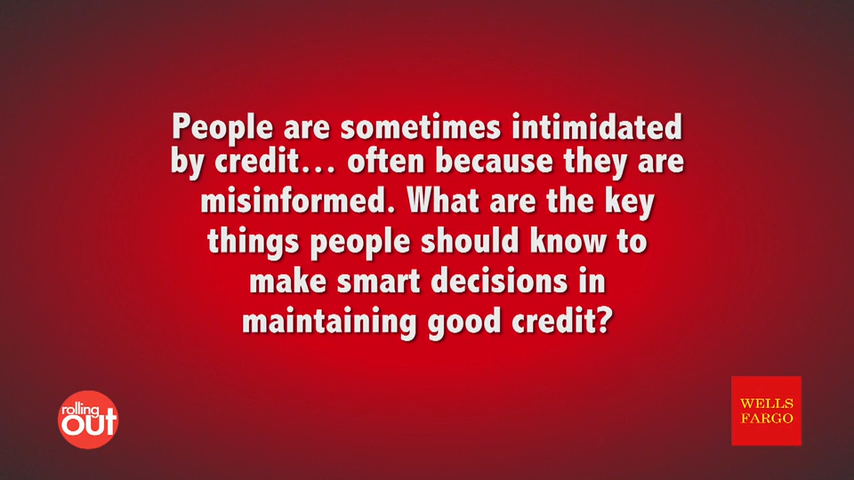 People are sometimes intimidated
by credit... often because they are
misinformed. What are the key
things people should know to
make smart decisions in
maintaining good credit?
rolling
out
WELLS
FARGO